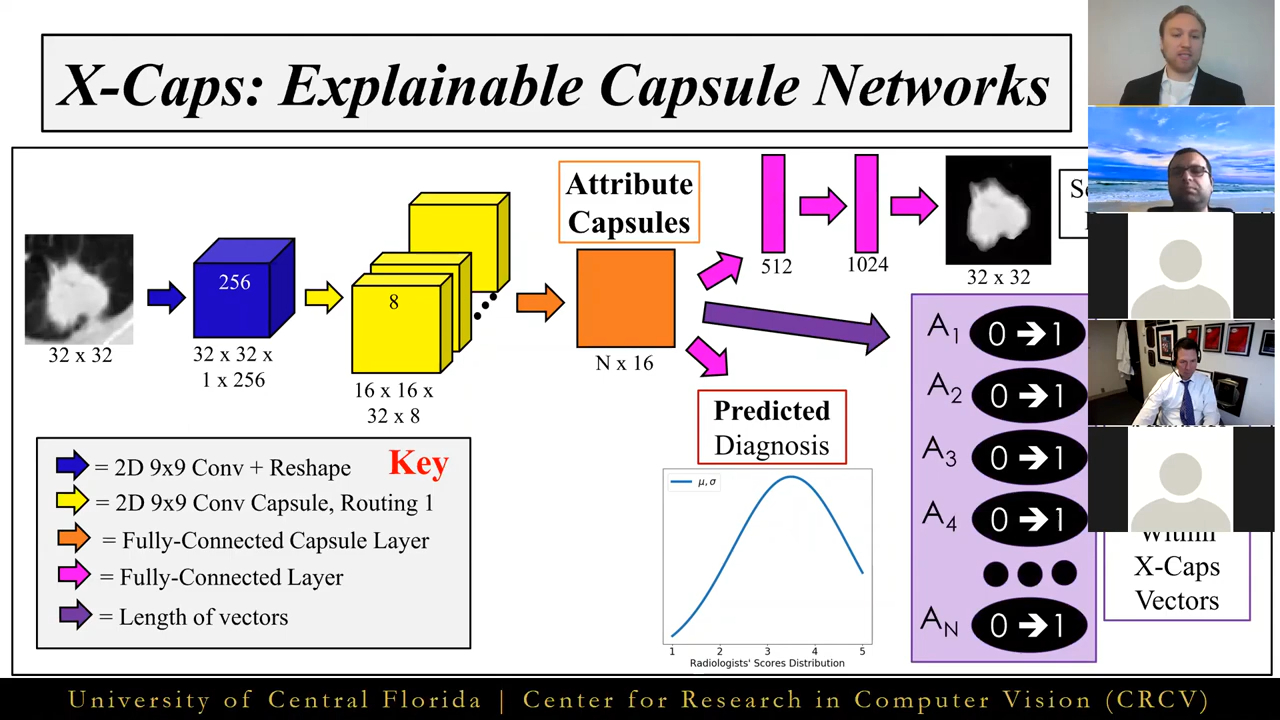 X-Caps: Explainable Capsule Networks
Attribute
Capsules
256
8
512
1024
32 x 32
32 x 32
32 x 32 x
1 x 256
16 x 16 x
32 x 8
N x 16
Predicted
Diagnosis
Key
= 2D 9x9 Conv + Reshape
= 2D 9x9 Conv Capsule, Routing 1
= Fully-Connected Capsule Layer
= Fully-Connected Layer
= Length of vectors
μ, σ
1 2 3 4 5
Radiologists' Scores Distribution
A1 0 → 1
A2 0 → 1
A3 0 → 1
A4 0 → 1
AN 0 → 1
Within
X-Caps
Vectors
University of Central Florida | Center for Research in Computer Vision (CRCV)